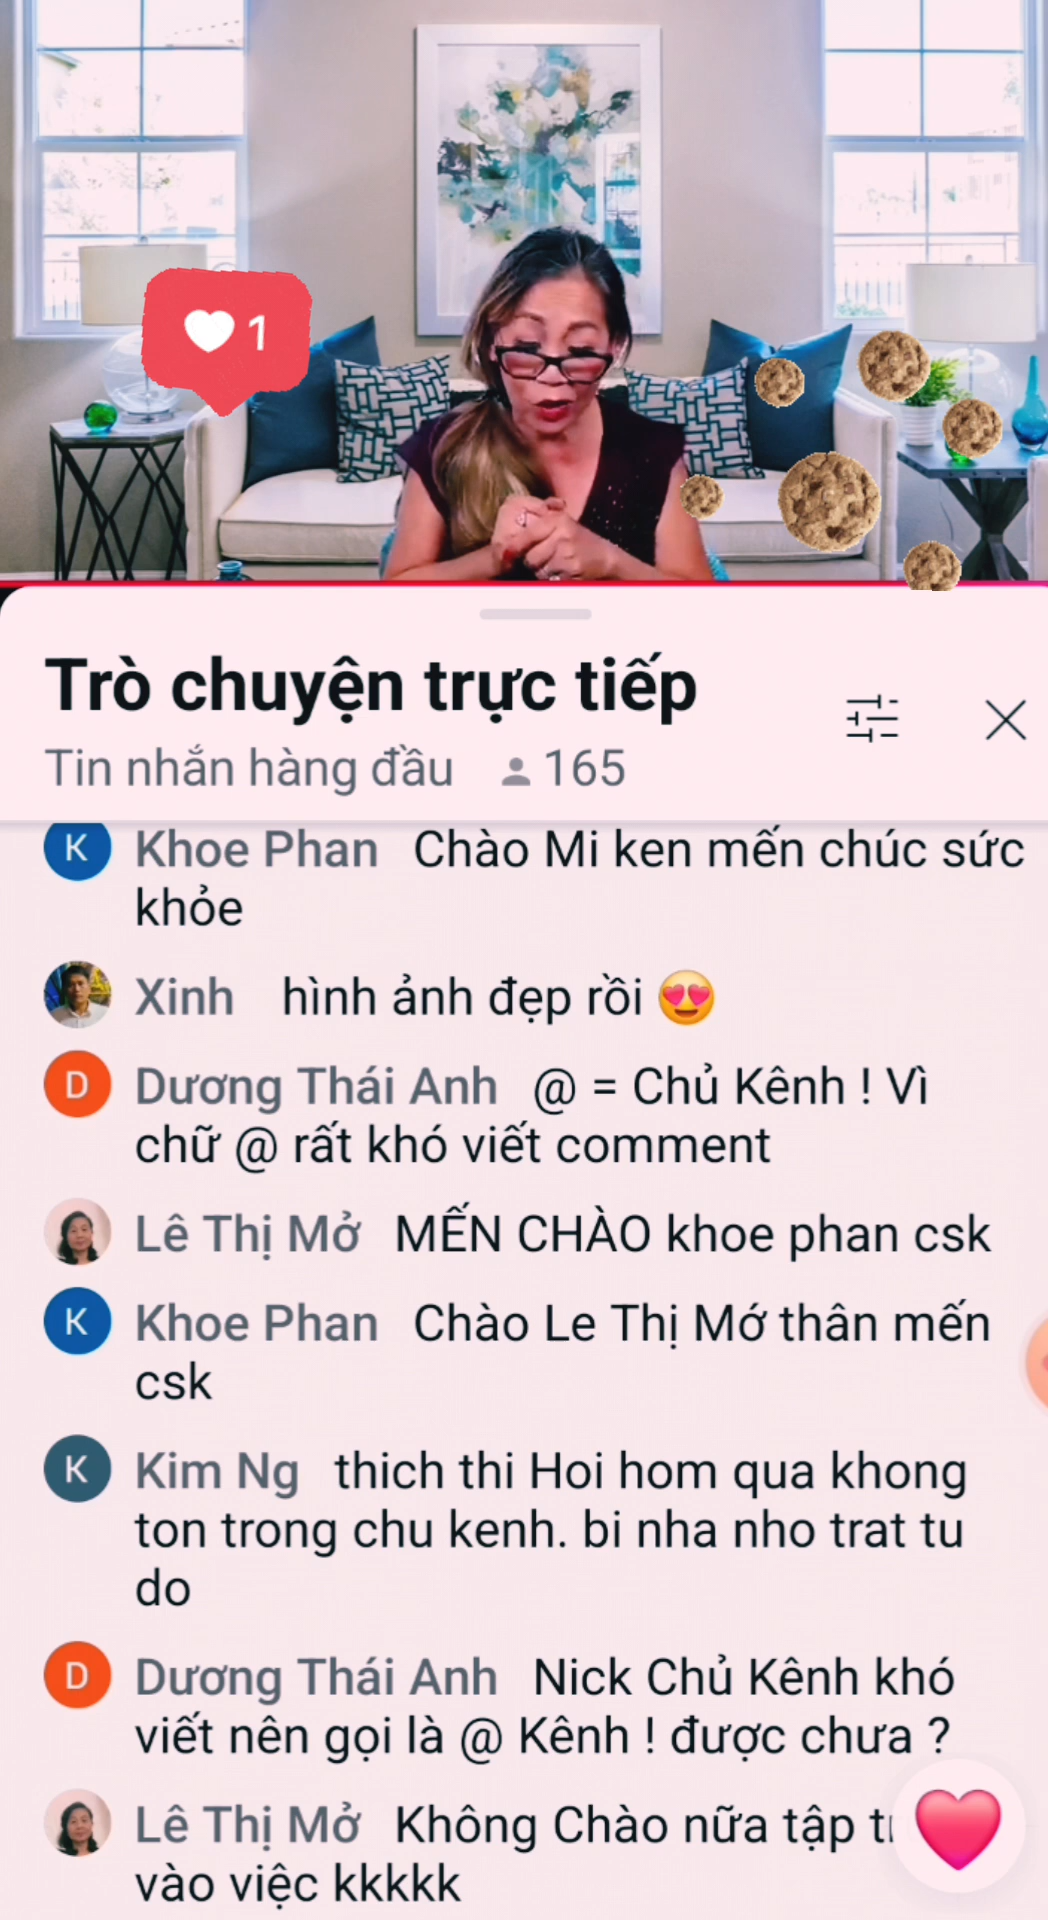 1
Trò chuyện trực tiếp
Tin nhắn hàng đầu 165
K Khoe Phan Chào Mi ken mến chúc sức
khỏe
Xinh hình ảnh đẹp rồi 😍
D Dương Thái Anh @ = Chủ Kênh ! Vì
chữ @ rất khó viết comment
Lê Thị Mở MẾN CHÀO khoe phan csk
K Khoe Phan Chào Le Thị Mớ thân mến
csk
K Kim Ng thich thi Hoi hom qua khong
ton trong chu kenh. bi nha nho trat tu
do
D Dương Thái Anh Nick Chủ Kênh khó
viết nên gọi là @ Kênh ! được chưa ?
Lê Thị Mở Không Chào nữa tập
vào việc kkkkk